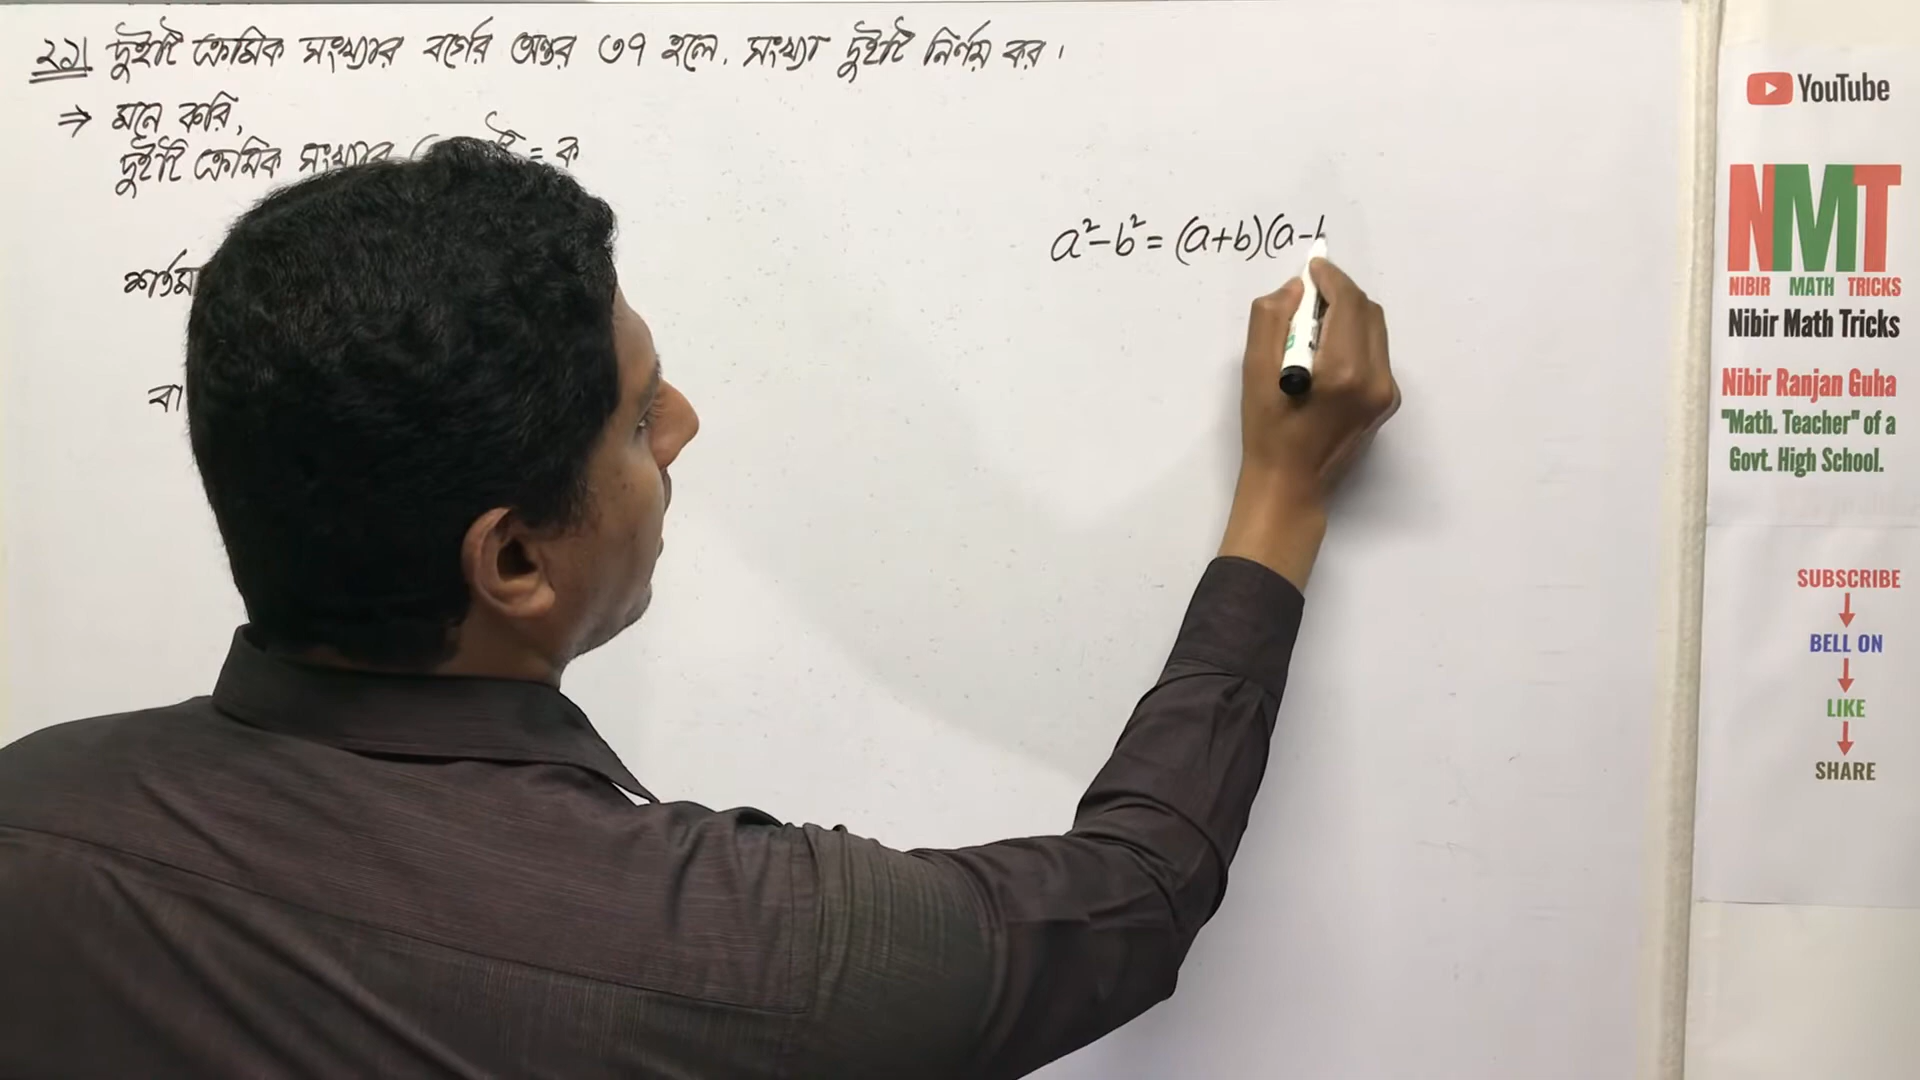 ২১। দুইটি ক্রমিক সংখ্যার বর্গের অন্তর ৩৭ হলে, সংখ্যা দুইটি নির্ণয় কর।
⇒ মনে করি,
দুইটি ক্রমিক সংখ্যার = ক
বা
a²-b² = (a+b)(a-b
YouTube
NMT
NIBIR MATH TRICKS
Nibir Math Tricks
Nibir Ranjan Guha
"Math. Teacher" of a
Govt. High School.
SUBSCRIBE
↓
BELL ON
↓
LIKE
↓
SHARE